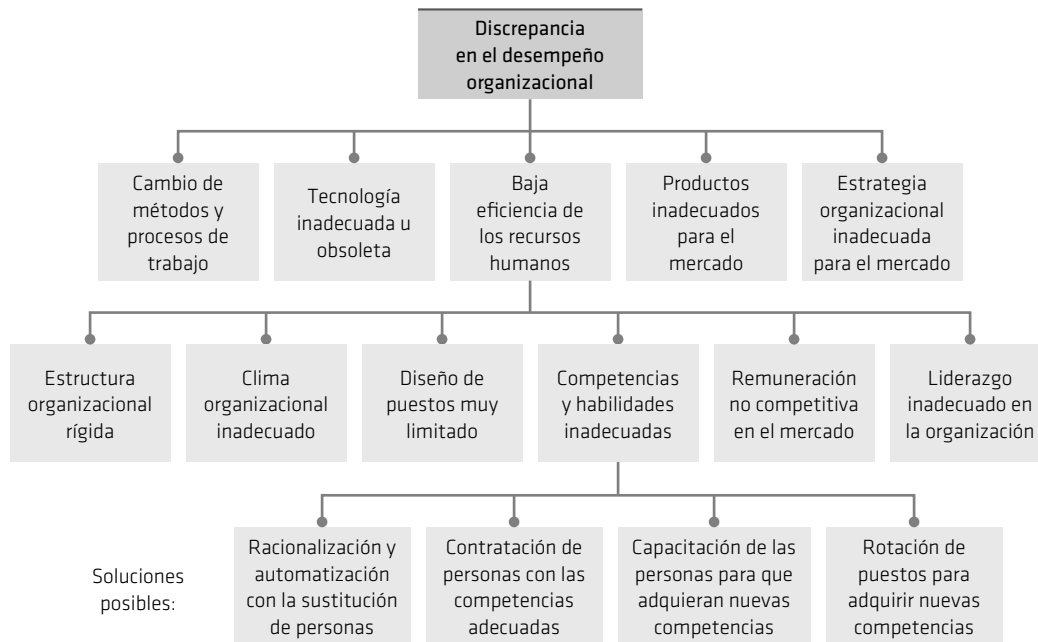 Discrepancia
en el desempeño
organizacional
Cambio de
métodos y
procesos de
trabajo
Tecnología
inadecuada u
obsoleta
Baja
eficiencia de
los recursos
humanos
Productos
inadecuados
para el
mercado
Estrategia
organizacional
inadecuada
para el mercado
Estructura
organizacional
rígida
Clima
organizacional
inadecuado
Diseño de
puestos muy
limitado
Competencias
y habilidades
inadecuadas
Remuneración
no competitiva
en el mercado
Liderazgo
inadecuado en
la organización
Soluciones
posibles:
Racionalización y
automatización
con la sustitución
de personas
Contratación de
personas con las
competencias
adecuadas
Capacitación de las
personas para que
adquieran nuevas
competencias
Rotación de
puestos para
adquirir nuevas
competencias